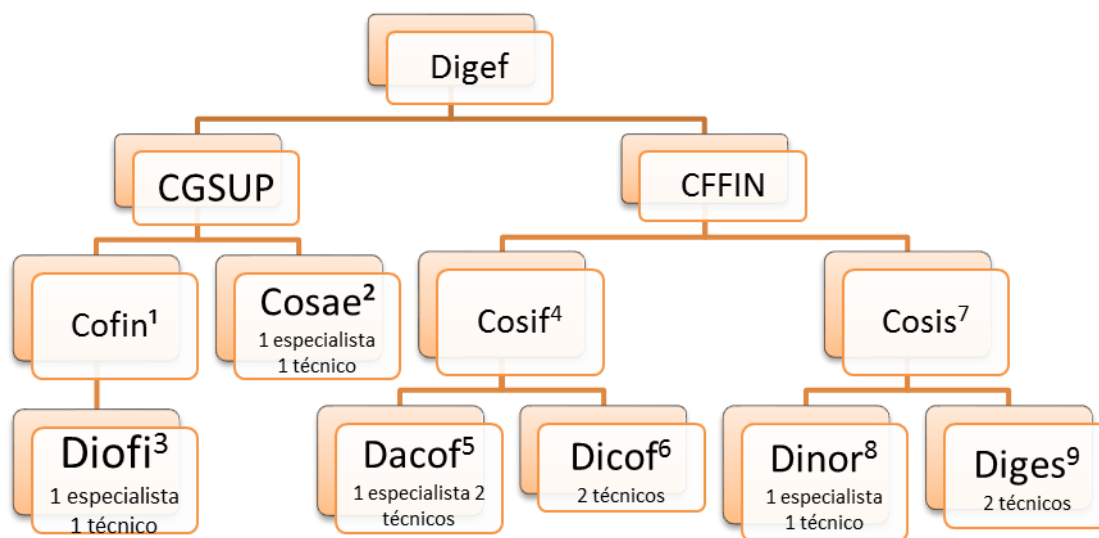 Digef
CGSUP
CFFIN
Cofin¹
Cosae²
1 especialista
1 técnico
Cosif⁴
Cosis⁷
Diofi³
1 especialista
1 técnico
Dacof⁵
1 especialista 2
técnicos
Dicof⁶
2 técnicos
Dinor⁸
1 especialista
1 técnico
Diges⁹
2 técnicos